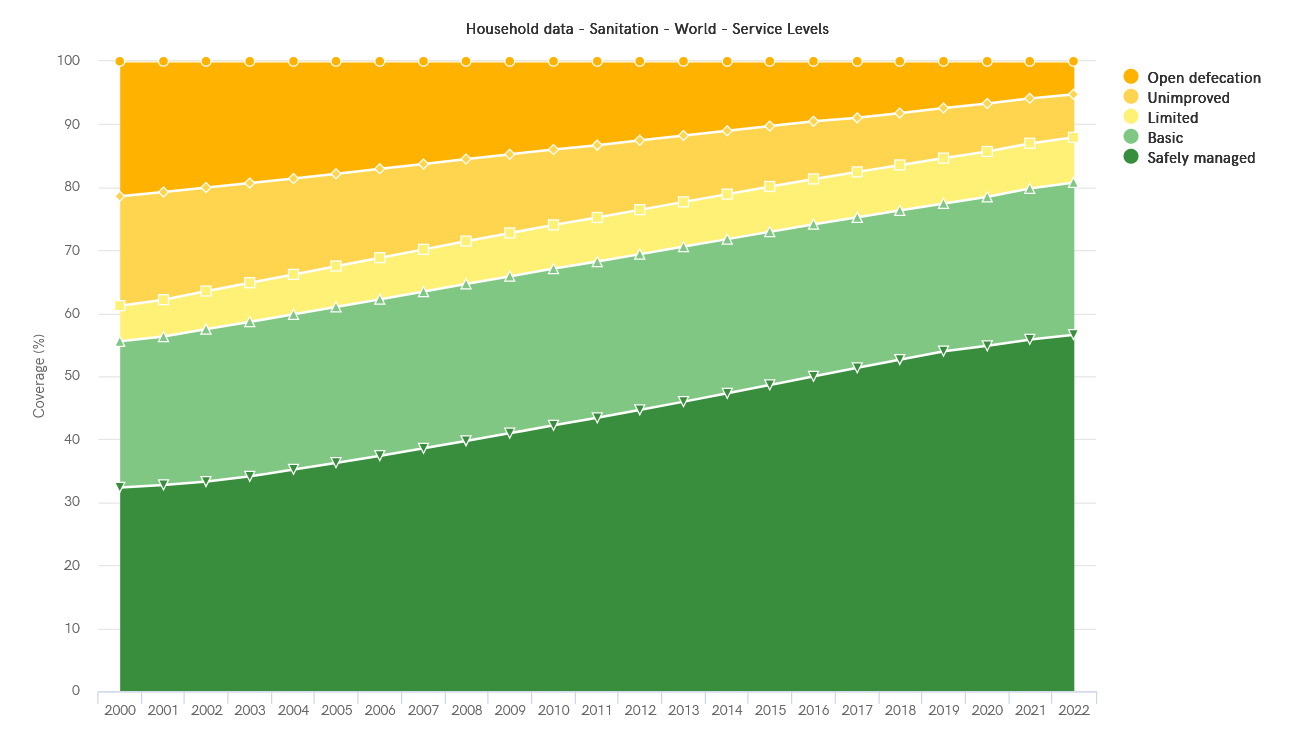 Household data - Sanitation - World - Service Levels
100
90
80
70
60
50
40
30
20
10
0
Coverage (%)
2000 2001 2002 2003 2004 2005 2006 2007 2008 2009 2010 2011 2012 2013 2014 2015 2016 2017 2018 2019 2020 2021 2022
Open defecation
Unimproved
Limited
Basic
Safely managed